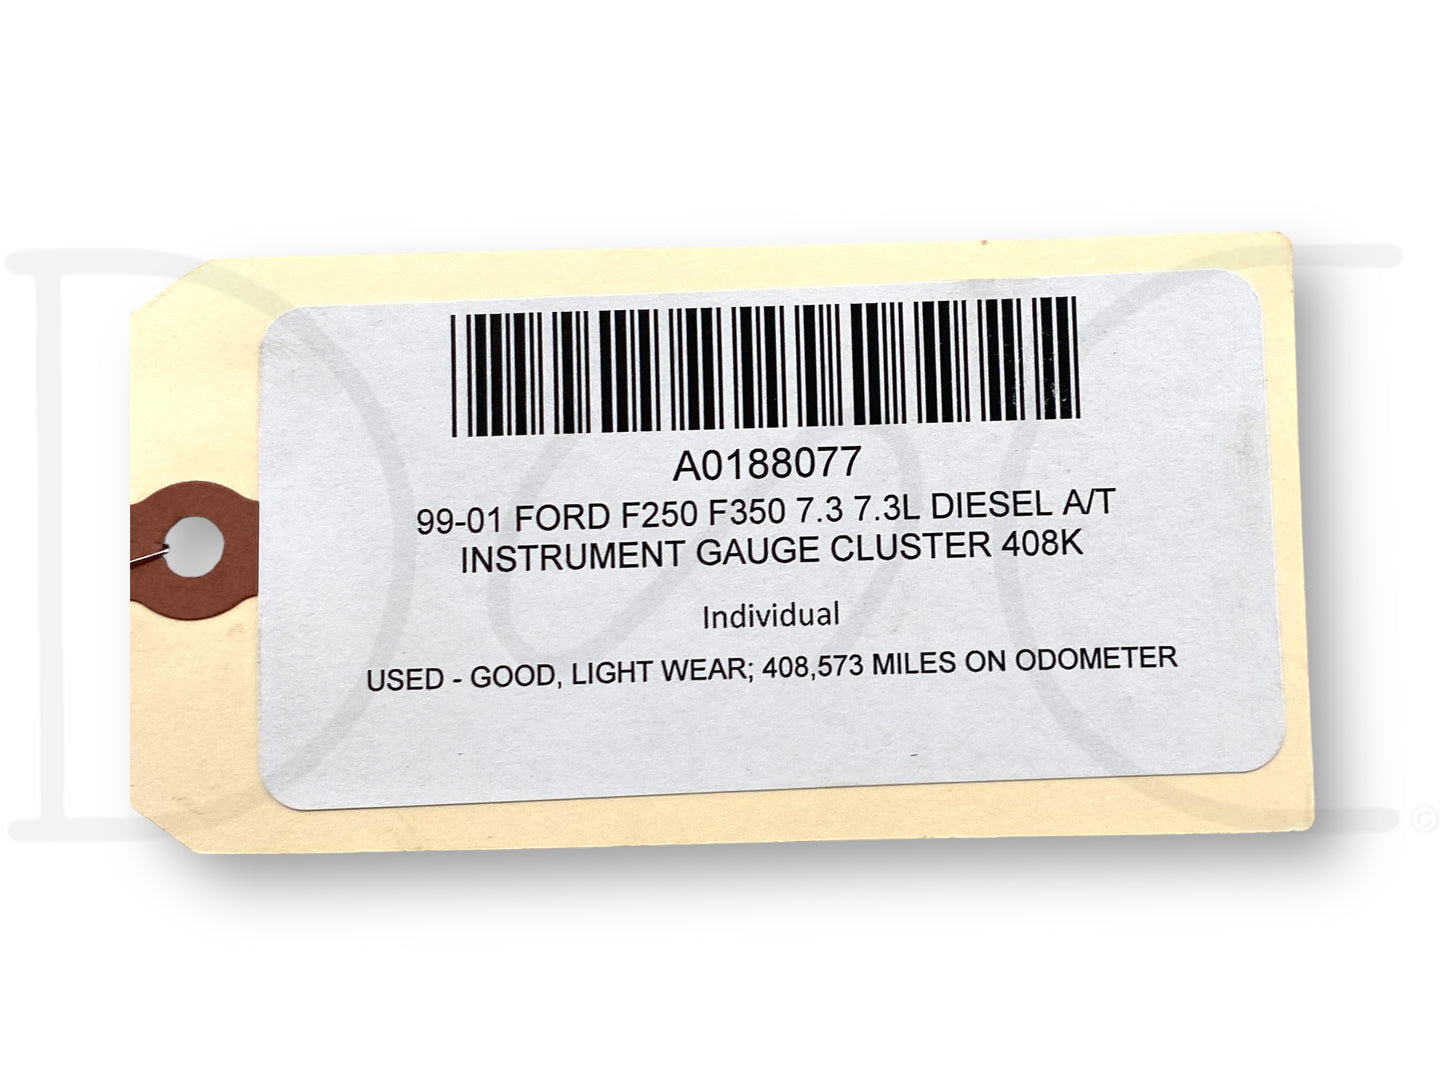 A0188077
99-01 FORD F250 F350 7.3 7.3L DIESEL A/T
INSTRUMENT GAUGE CLUSTER 408K
Individual
USED - GOOD, LIGHT WEAR; 408,573 MILES ON ODOMETER
D&C
©